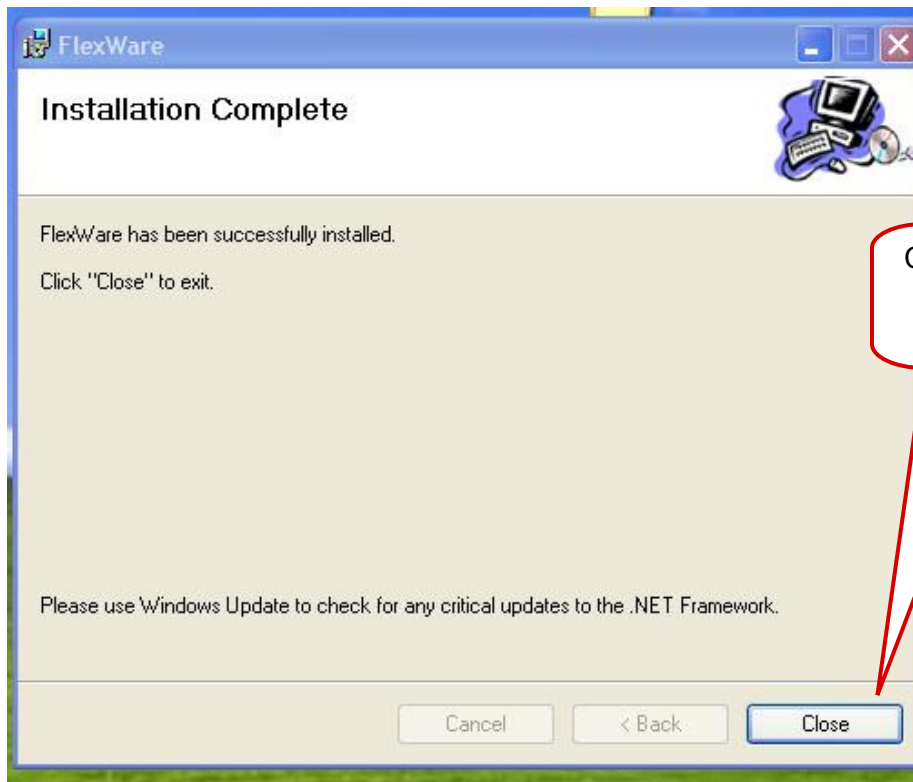 FlexWare
Installation Complete
FlexWare has been successfully installed.
Click "Close" to exit.
Please use Windows Update to check for any critical updates to the .NET Framework.
Cancel
< Back
Close